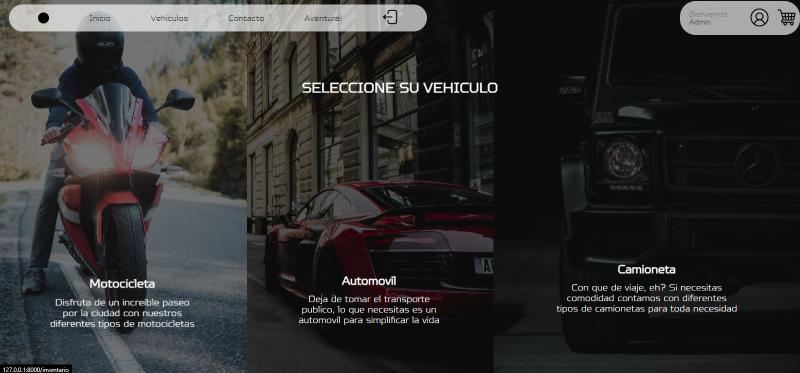 Inicio
Vehiculos
Contacto
Aventura!
Bienvenido
Admin
SELECCIONE SU VEHICULO
Motocicleta
Disfruta de un increible paseo
por la ciudad con nuestros
diferentes tipos de motocicletas
Automovil
Deja de tomar el transporte
publico, lo que necesitas es un
automovil para simplificar la vida
Camioneta
Con que de viaje, eh? Si necesitas
comodidad contamos con diferentes
tipos de camionetas para toda necesidad
127.0.0.1:8000/inventario